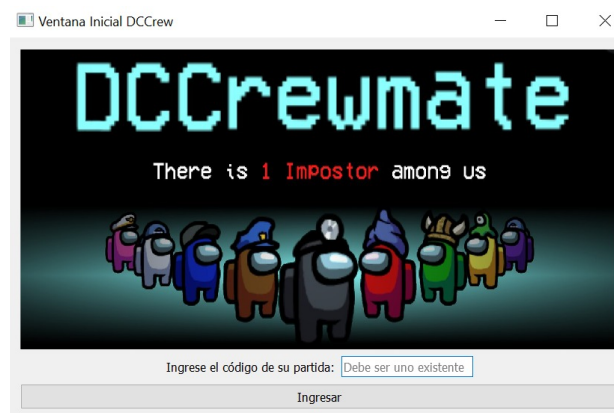 Ventana Inicial DCCrew
DCCrewmate
There is 1 Impostor among us
Ingrese el código de su partida: Debe ser uno existente
Ingresar